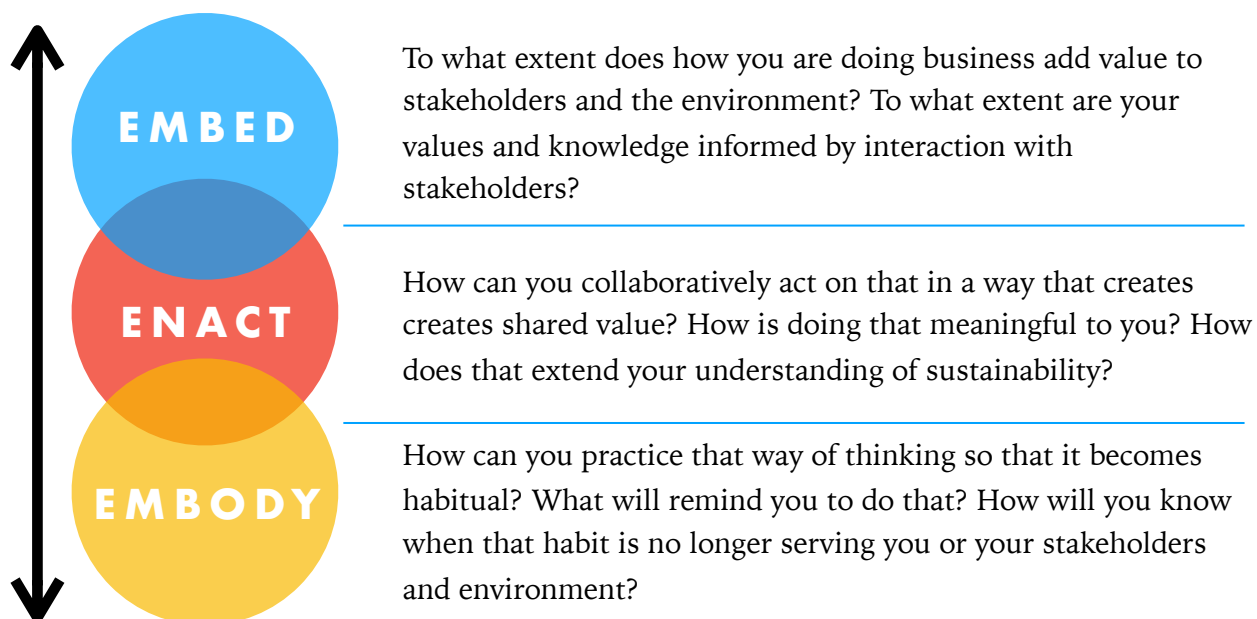 EMBED
To what extent does how you are doing business add value to
stakeholders and the environment? To what extent are your
values and knowledge informed by interaction with
stakeholders?
ENACT
How can you collaboratively act on that in a way that creates
creates shared value? How is doing that meaningful to you? How
does that extend your understanding of sustainability?
EMBODY
How can you practice that way of thinking so that it becomes
habitual? What will remind you to do that? How will you know
when that habit is no longer serving you or your stakeholders
and environment?